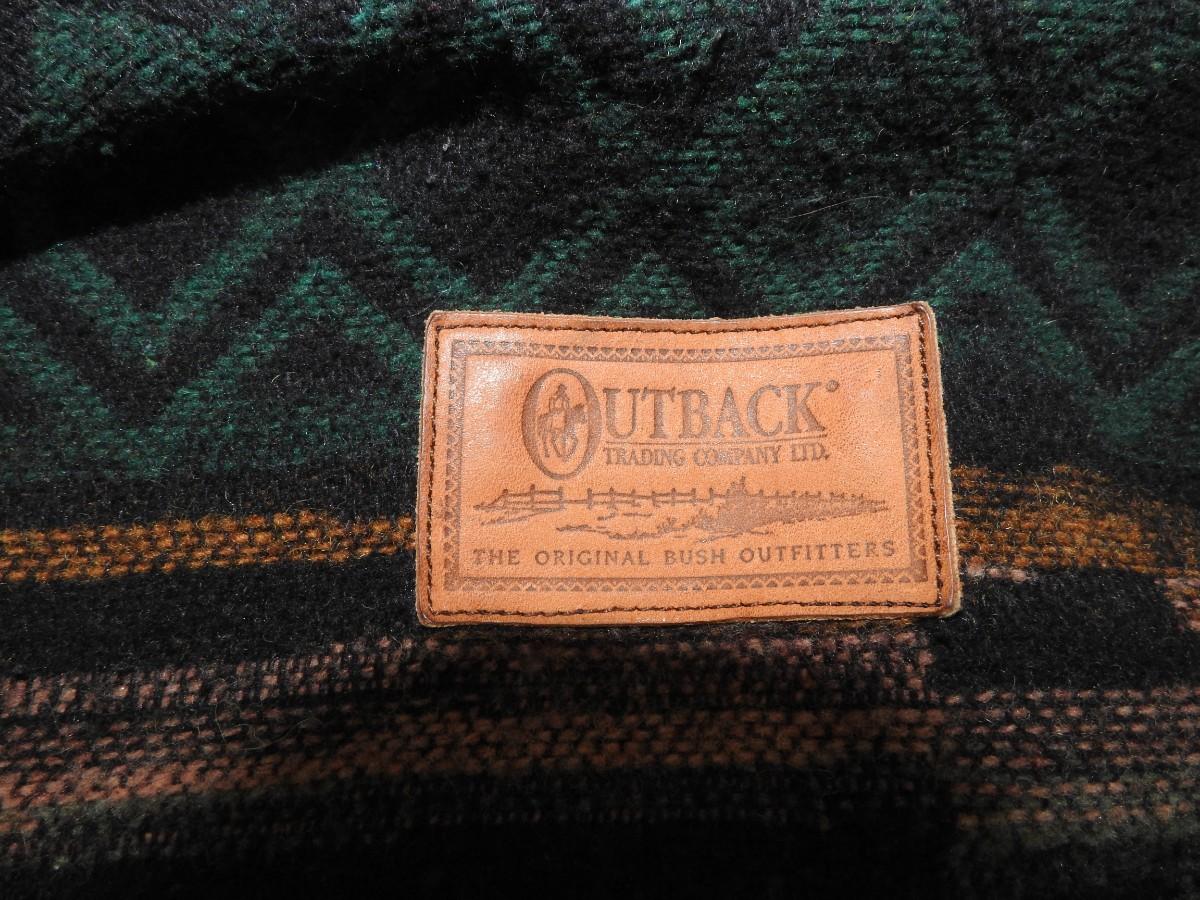 OUTBACK®
TRADING COMPANY LTD.
THE ORIGINAL BUSH OUTFITTERS